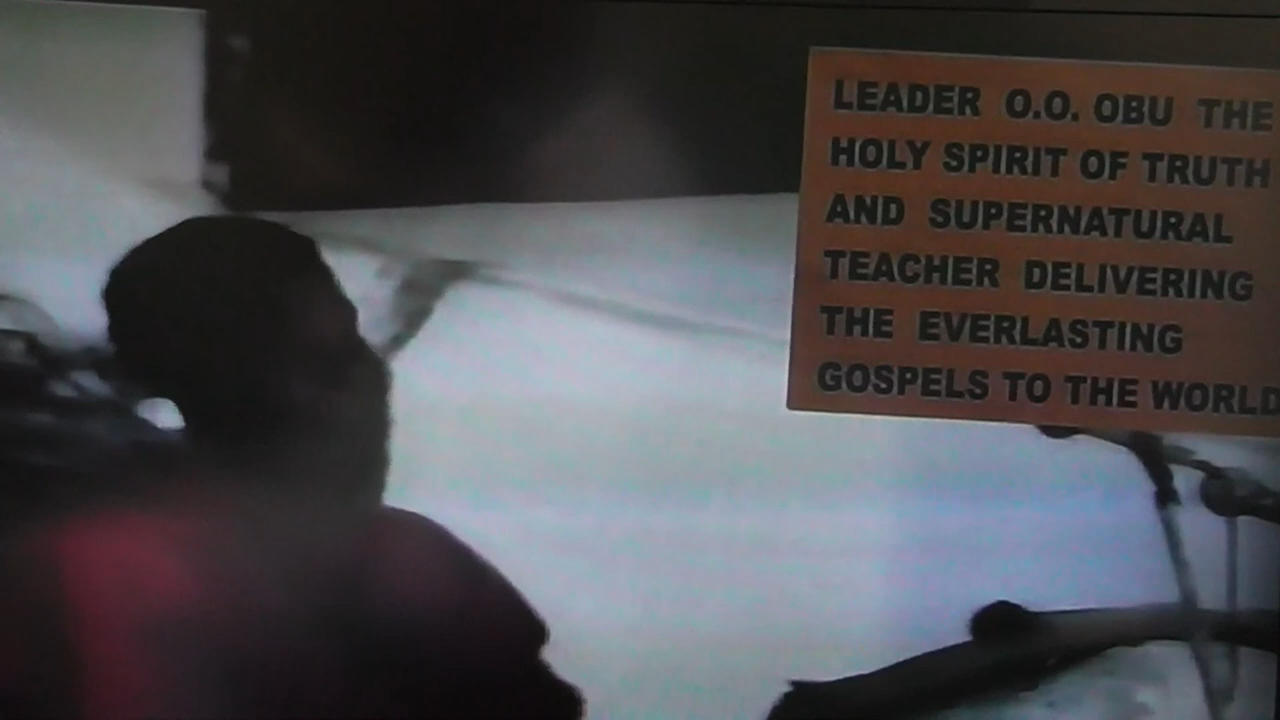 LEADER O.O. OBU THE
HOLY SPIRIT OF TRUTH
AND SUPERNATURAL
TEACHER DELIVERING
THE EVERLASTING
GOSPELS TO THE WORLD